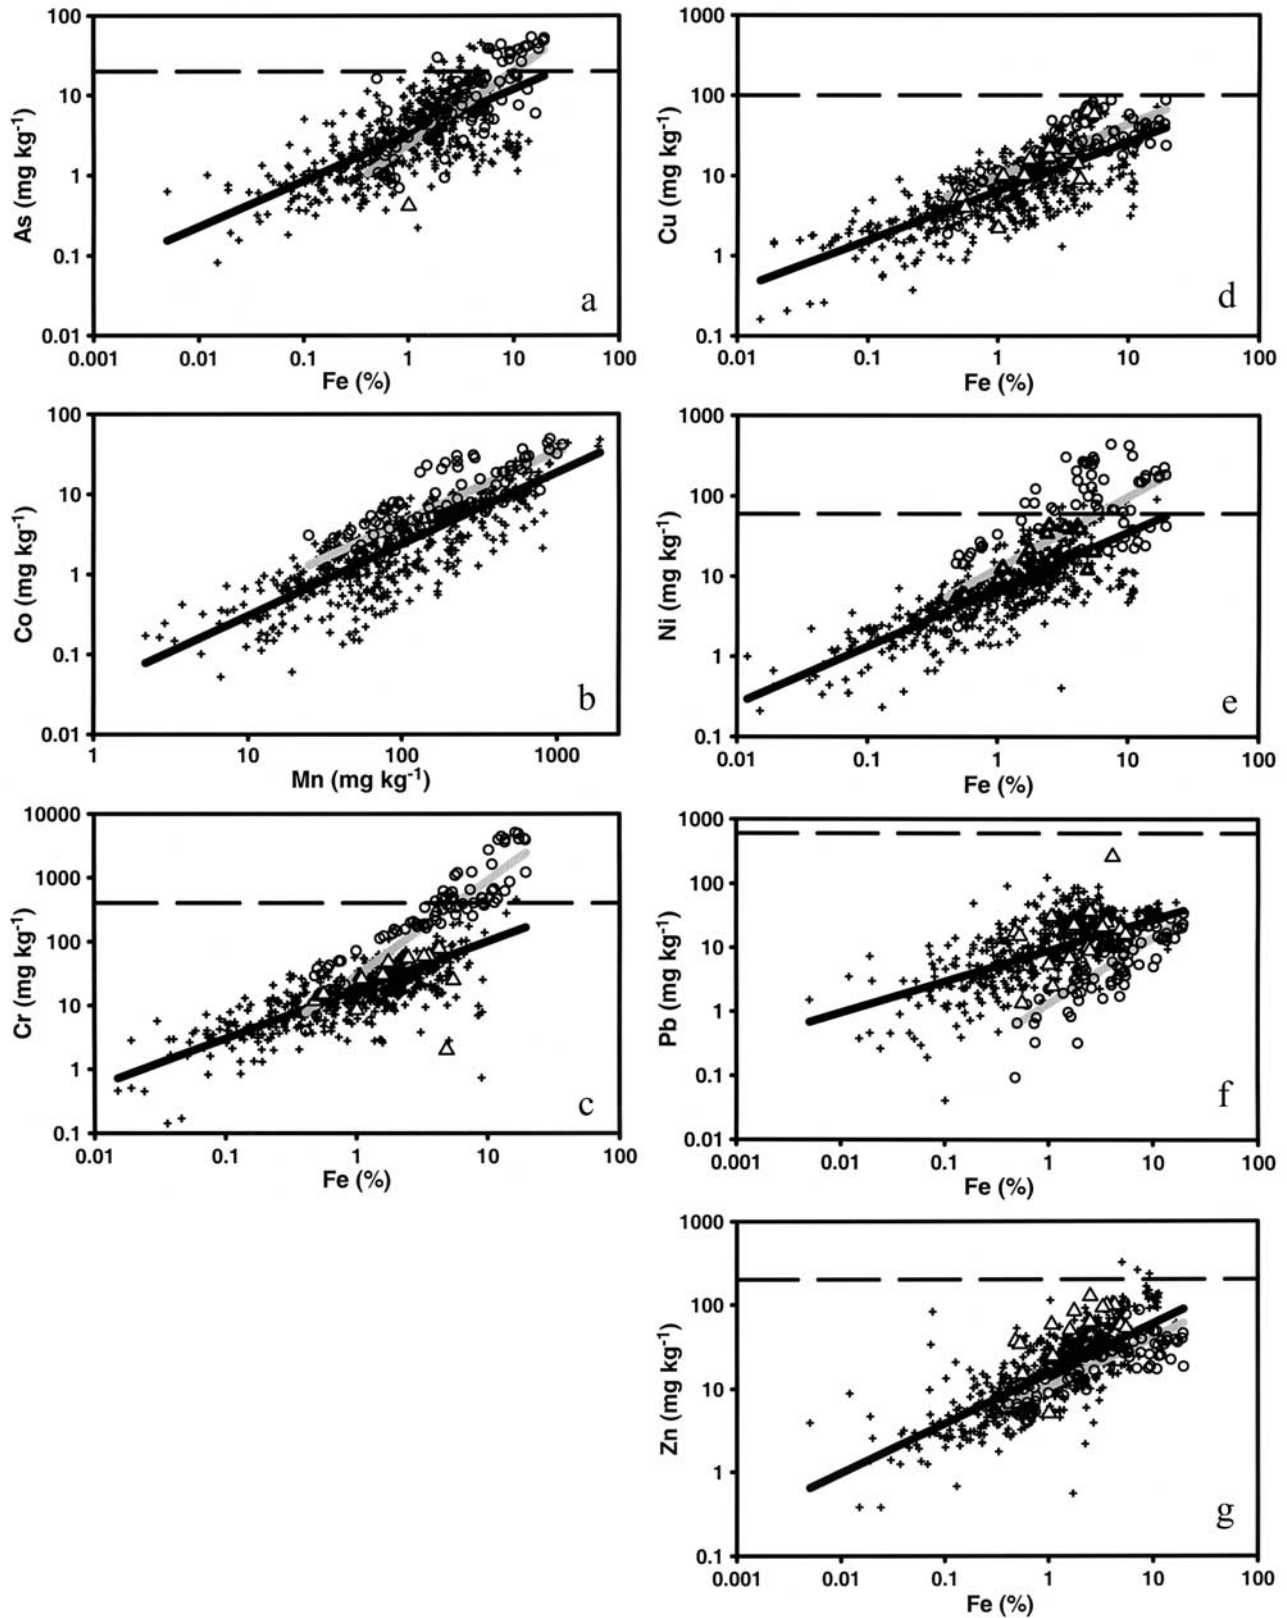 100
10
1
0.1
0.01
As (mg kg⁻¹)
a
0.001 0.01 0.1 1 10 100
Fe (%)
1000
100
10
1
0.1
Cu (mg kg⁻¹)
d
0.01 0.1 1 10 100
Fe (%)
100
10
1
0.1
0.01
Co (mg kg⁻¹)
b
1 10 100 1000
Mn (mg kg⁻¹)
1000
100
10
1
0.1
Ni (mg kg⁻¹)
e
0.01 0.1 1 10 100
Fe (%)
10000
1000
100
10
1
0.1
Cr (mg kg⁻¹)
c
0.01 0.1 1 10 100
Fe (%)
1000
100
10
1
0.1
0.01
Pb (mg kg⁻¹)
f
0.001 0.01 0.1 1 10 100
Fe (%)
1000
100
10
1
0.1
Zn (mg kg⁻¹)
g
0.001 0.01 0.1 1 10 100
Fe (%)